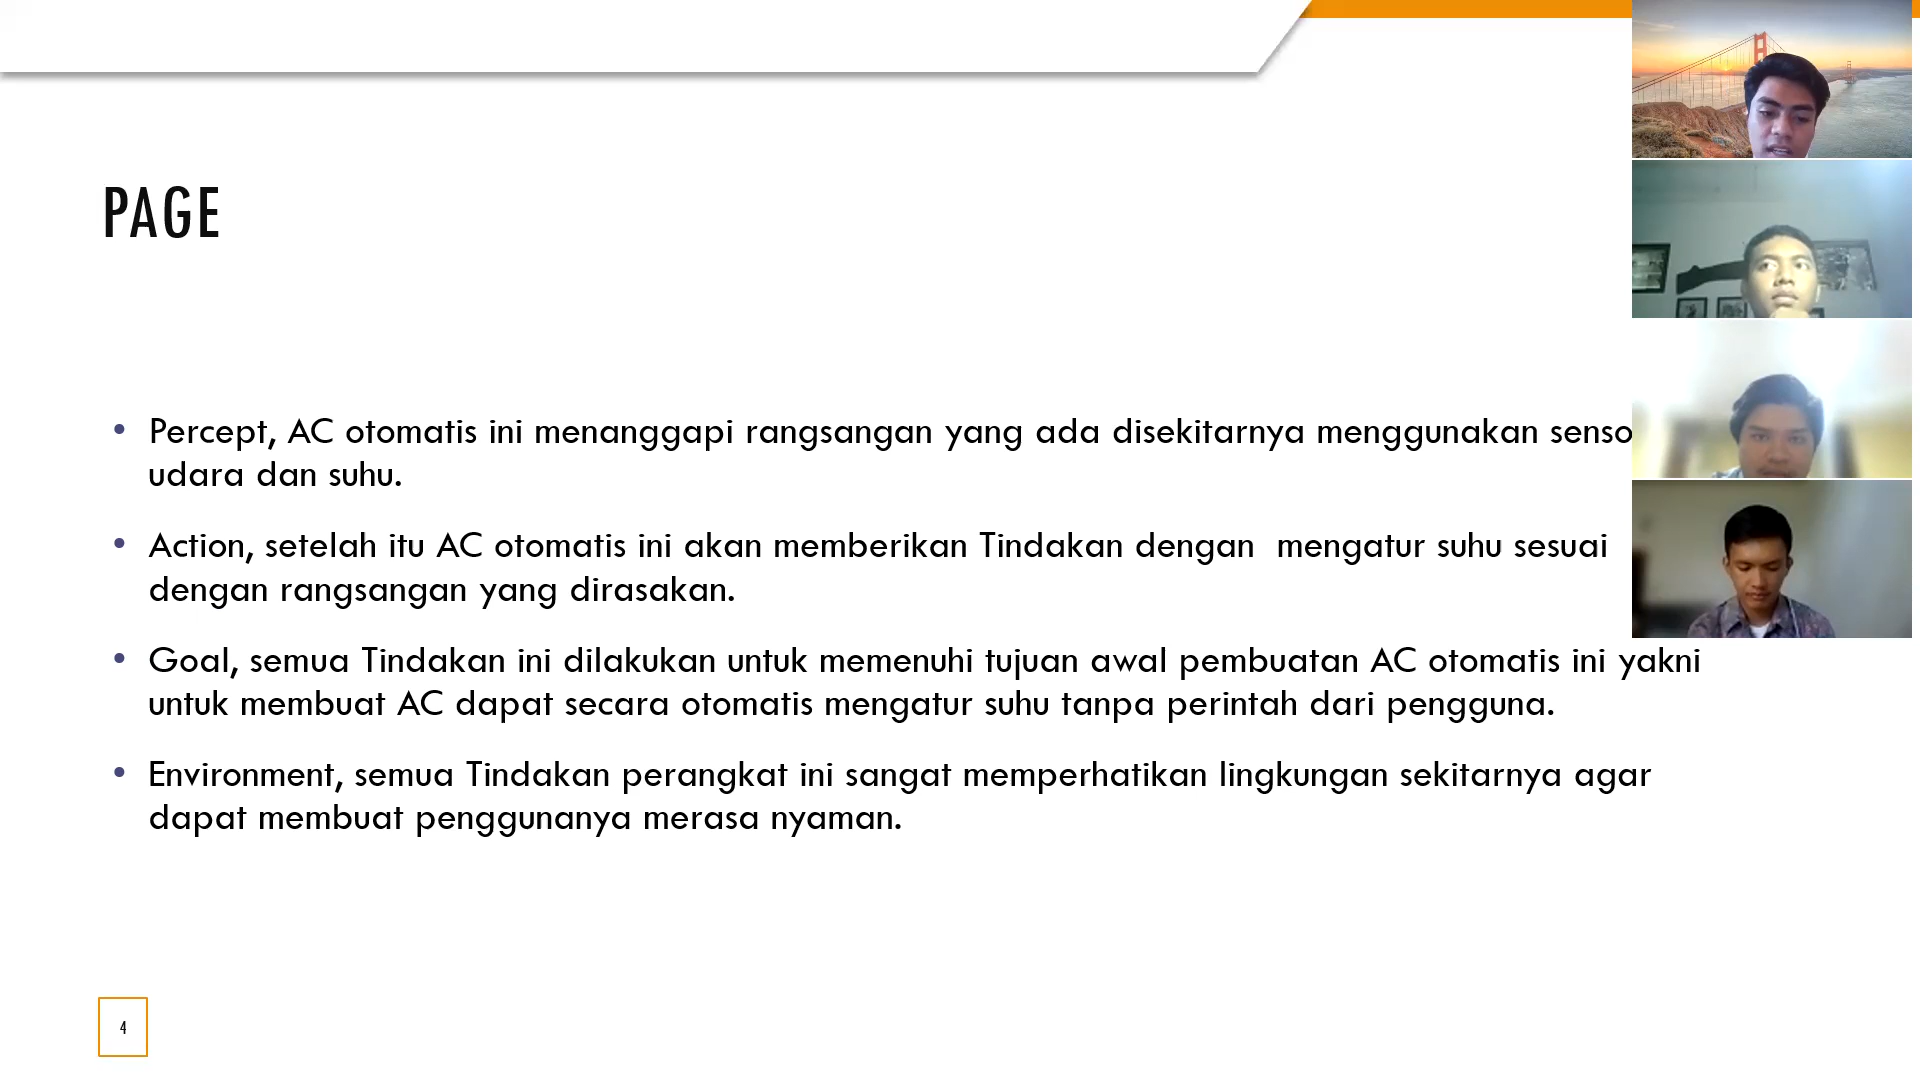 PAGE
• Percept, AC otomatis ini menanggapi rangsangan yang ada disekitarnya menggunakan
udara dan suhu.
• Action, setelah itu AC otomatis ini akan memberikan Tindakan dengan  mengatur suhu sesuai
dengan rangsangan yang dirasakan.
• Goal, semua Tindakan ini dilakukan untuk memenuhi tujuan awal pembuatan AC otomatis ini yakni
untuk membuat AC dapat secara otomatis mengatur suhu tanpa perintah dari pengguna.
• Environment, semua Tindakan perangkat ini sangat memperhatikan lingkungan sekitarnya agar
dapat membuat penggunanya merasa nyaman.
4